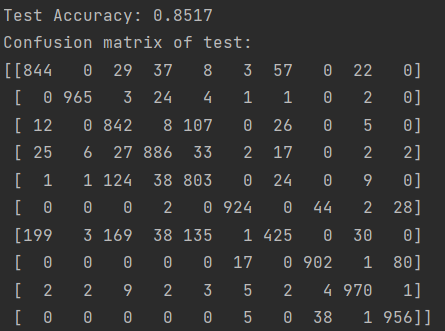 Test Accuracy: 0.8517
Confusion matrix of test:
[[844   0  29  37   8   3  57   0  22   0]
 [  0 965   3  24   4   1   1   0   2   0]
 [ 12   0 842   8 107   0  26   0   5   0]
 [ 25   6  27 886  33   2  17   0   2   2]
 [  1   1 124  38 803   0  24   0   9   0]
 [  0   0   0   2   0 924   0  44   2  28]
 [199   3 169  38 135   1 425   0  30   0]
 [  0   0   0   0   0  17   0 902   1  80]
 [  2   2   9   2   3   5   2   4 970   1]
 [  0   0   0   0   0   5   0  38   1 956]]